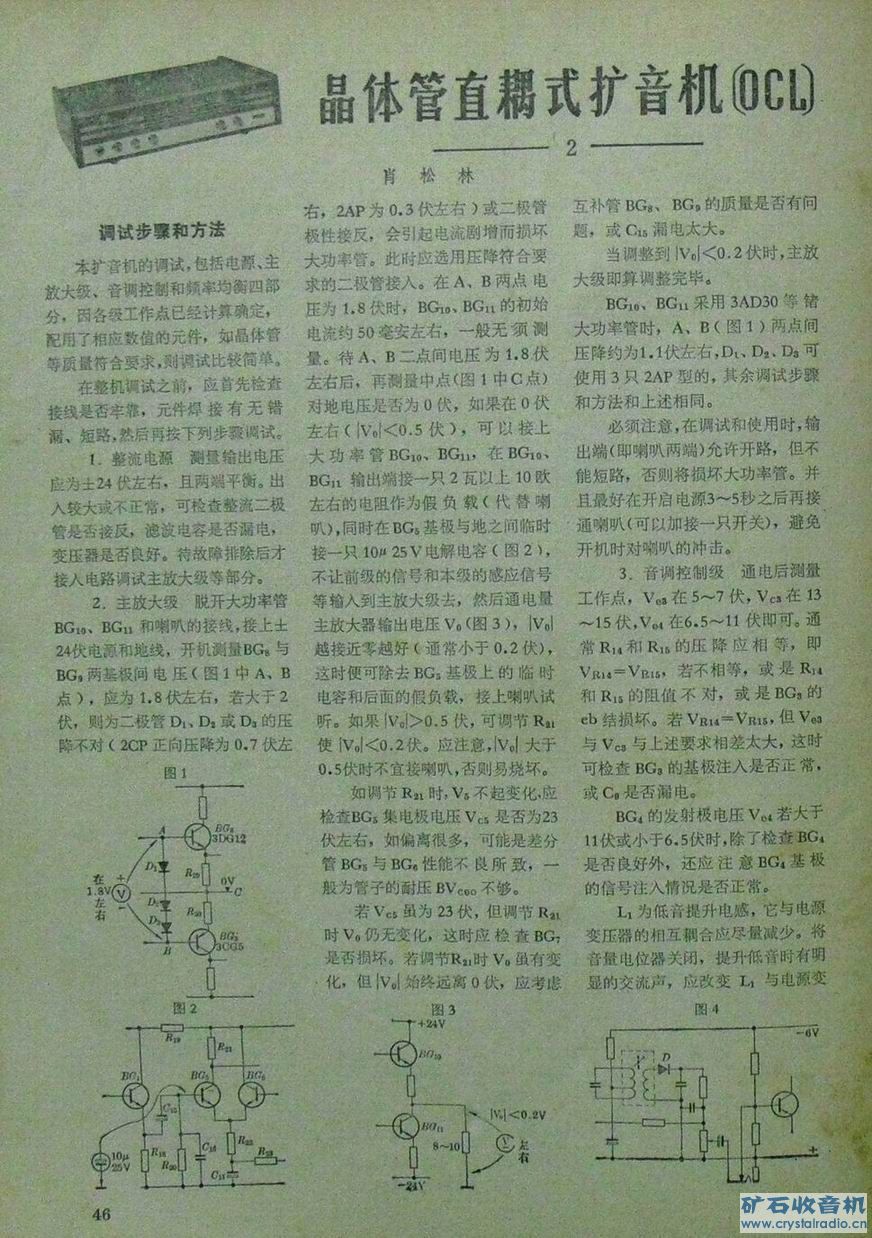 晶体管直耦式扩音机(OCL)
2
肖松林
调试步骤和方法
本扩音机的调试，包括电源、主
放大级、音调控制和频率均衡四部
分，因各级工作点已经计算确定，
配用了相应数值的元件，如晶体管
等质量符合要求，则调试比较简单。
在整机调试之前，应首先检查
接线是否牢靠，元件焊接有无错
漏、短路，然后再按下列步骤调试。
1．整流电源　测量输出电压
应为±24伏左右，且两端平衡。出
入较大或不正常，可检查整流二极
管是否接反，滤波电容是否漏电，
变压器是否良好。待故障排除后才
接入电路调试主放大级等部分。
2．主放大级　脱开大功率管
BG₁₀、BG₁₁和喇叭的接线，接上±
24伏电源和地线，开机测量BG₈与
BG₉两基极间电压（图1中A、B
点），应为1.8伏左右，若大于2
伏，则为二极管D₁、D₂或D₃的压
降不对（2CP正向压降为0.7伏左
右，2AP为0.3伏左右）或二极管
极性接反，会引起电流剧增而损坏
大功率管。此时应选用压降符合要
求的二极管接入。在A、B两点电
压为1.8伏时，BG₁₀、BG₁₁的初始
电流约50毫安左右，一般无须测
量。待A、B二点间电压为1.8伏
左右后，再测量中点（图1中C点）
对地电压是否为0伏，如果在0伏
左右（|V₀|<0.5伏），可以接上
大功率管BG₁₀、BG₁₁，在BG₁₀、
BG₁₁输出端接一只2瓦以上10欧
左右的电阻作为假负载（代替喇
叭），同时在BG₅基极与地之间临时
接一只10μ25V电解电容（图2），
不让前级的信号和本级的感应信号
等输入到主放大级去，然后通电量
主放大器输出电压V₀（图3），|V₀|
越接近零越好（通常小于0.2伏），
这时便可除去BG₅基极上的临时
电容和后面的假负载，接上喇叭试
听。如果|V₀|>0.5伏，可调节R₂₁
使|V₀|<0.2伏。应注意，|V₀|大于
0.5伏时不宜接喇叭，否则易烧坏。
如调节R₂₁时，V₀不起变化，应
检查BG₅集电极电压Vc₅是否为23
伏左右，如偏离很多，可能是差分
管BG₅与BG₆性能不良所致，一
般为管子的耐压BVCEO不够。
若Vc₅虽为23伏，但调节R₂₁
时V₀仍无变化，这时应检查BG₇
是否损坏。若调节R₂₁时V₀虽有变
化，但|V₀|始终远离0伏，应考虑
互补管BG₈、BG₉的质量是否有问
题，或C₁₅漏电太大。
当调整到|V₀|<0.2伏时，主放
大级即算调整完毕。
BG₁₀、BG₁₁采用3AD30等锗
大功率管时，A、B（图1）两点间
压降约为1.1伏左右，D₁、D₂、D₃可
使用3只2AP型的，其余调试步骤
和方法和上述相同。
必须注意，在调试和使用时，输
出端（即喇叭两端）允许开路，但不
能短路，否则将损坏大功率管。并
且最好在开启电源3～5秒之后再接
通喇叭（可以加接一只开关），避免
开机时对喇叭的冲击。
3．音调控制级　通电后测量
工作点，Ve₃在5～7伏，Vc₃在13
～15伏，Ve₄在6.5～11伏即可。通
常R₁₄和R₁₅的压降应相等，即
VR₁₄=VR₁₅，若不相等，或是R₁₄
和R₁₅的阻值不对，或是BG₃的
eb结损坏。若VR₁₄=VR₁₅，但Ve₃
与Vc₃与上述要求相差太大，这时
可检查BG₃的基极注入是否正常，
或C₉是否漏电。
BG₄的发射极电压Ve₄若大于
11伏或小于6.5伏时，除了检查BG₄
是否良好外，还应注意BG₄基极
的信号注入情况是否正常。
L₁为低音提升电感，它与电源
变压器的相互耦合应尽量减少。将
音量电位器关闭，提升低音时有明
显的交流声，应改变L₁与电源变
图1
BG₈
3DG12
A
D₁
R₂₉
0V
C
在
1.8V
左
右
V
D₂
D₃
R₃₀
B
BG₉
3CG5
图2
R₁₉
R₂₁
BG₅
BG₆
C₁₅
10μ
25V
R₁₈
R₂₀
C₁₆
R₂₂
R₂₃
C₁₇
图3
+24V
BG₁₀
BG₁₁
|V₀|<0.2V
8~10
V
左
右
-24V
图4
-6V
D
+
46
矿石收音机
www.crystalradio.cn